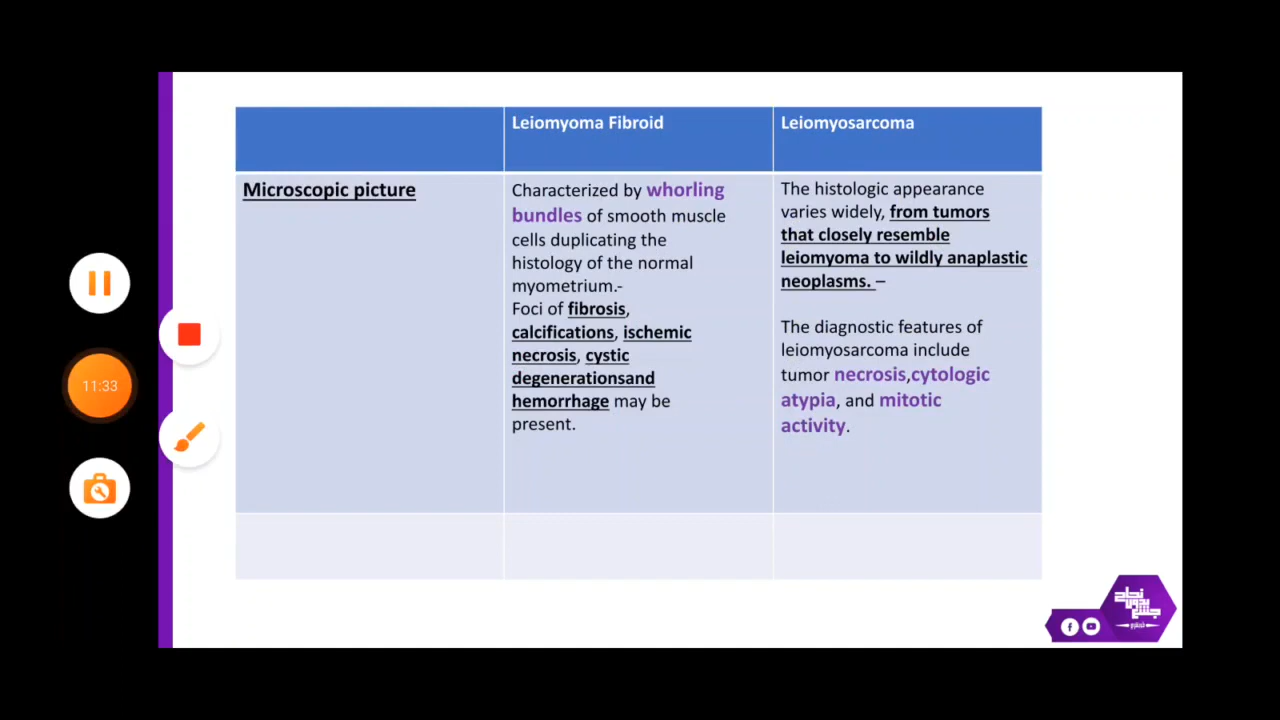 Leiomyoma Fibroid
Leiomyosarcoma
Microscopic picture
Characterized by whorling
bundles of smooth muscle
cells duplicating the
histology of the normal
myometrium.-
Foci of fibrosis,
calcifications, ischemic
necrosis, cystic
degenerationsand
hemorrhage may be
present.
The histologic appearance
varies widely, from tumors
that closely resemble
leiomyoma to wildly anaplastic
neoplasms. –
The diagnostic features of
leiomyosarcoma include
tumor necrosis,cytologic
atypia, and mitotic
activity.
11:33